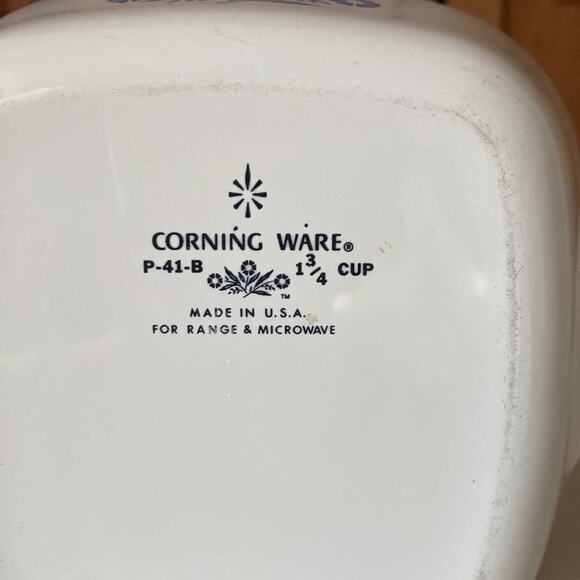 CORNING WARE®
P-41-B 1 3/4 CUP
TM
MADE IN U.S.A.
FOR RANGE & MICROWAVE